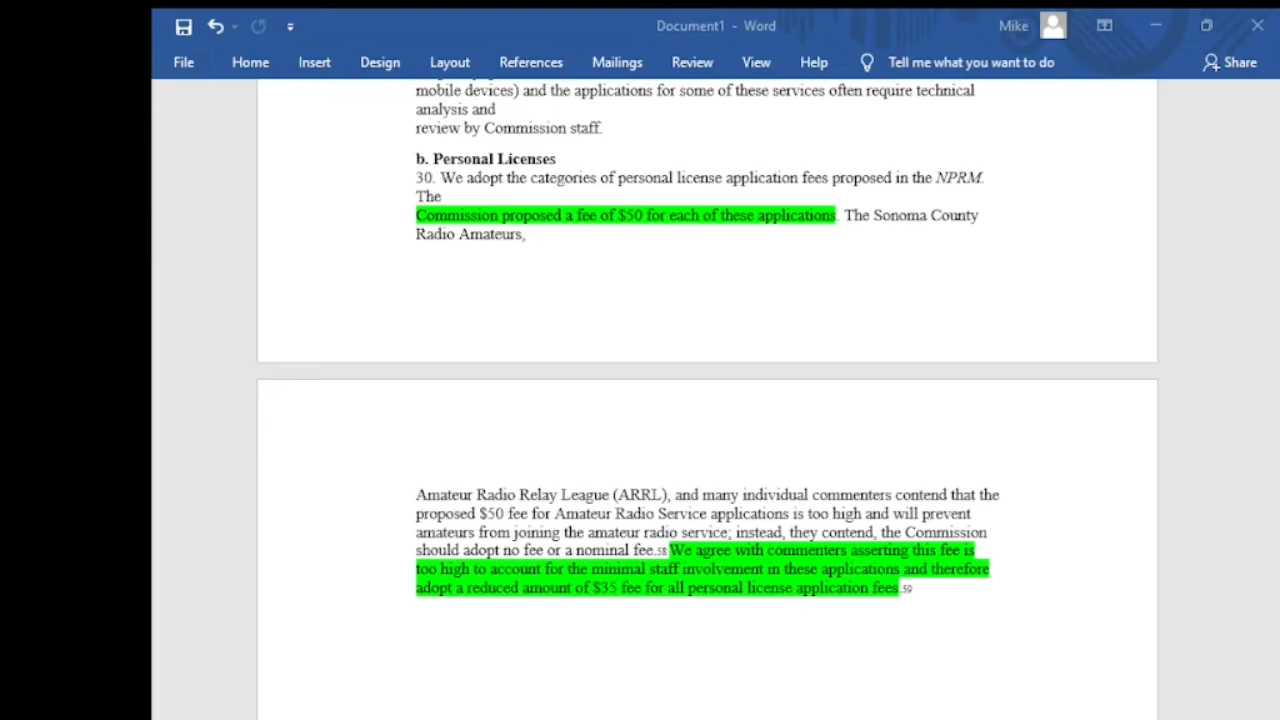 Document1 - Word
Mike
File Home Insert Design Layout References Mailings Review View Help Tell me what you want to do Share
mobile devices) and the applications for some of these services often require technical
analysis and
review by Commission staff.
b. Personal Licenses
30. We adopt the categories of personal license application fees proposed in the NPRM.
The
Commission proposed a fee of $50 for each of these applications. The Sonoma County
Radio Amateurs,
Amateur Radio Relay League (ARRL), and many individual commenters contend that the
proposed $50 fee for Amateur Radio Service applications is too high and will prevent
amateurs from joining the amateur radio service; instead, they contend, the Commission
should adopt no fee or a nominal fee.58 We agree with commenters asserting this fee is
too high to account for the minimal staff involvement in these applications and therefore
adopt a reduced amount of $35 fee for all personal license application fees.59